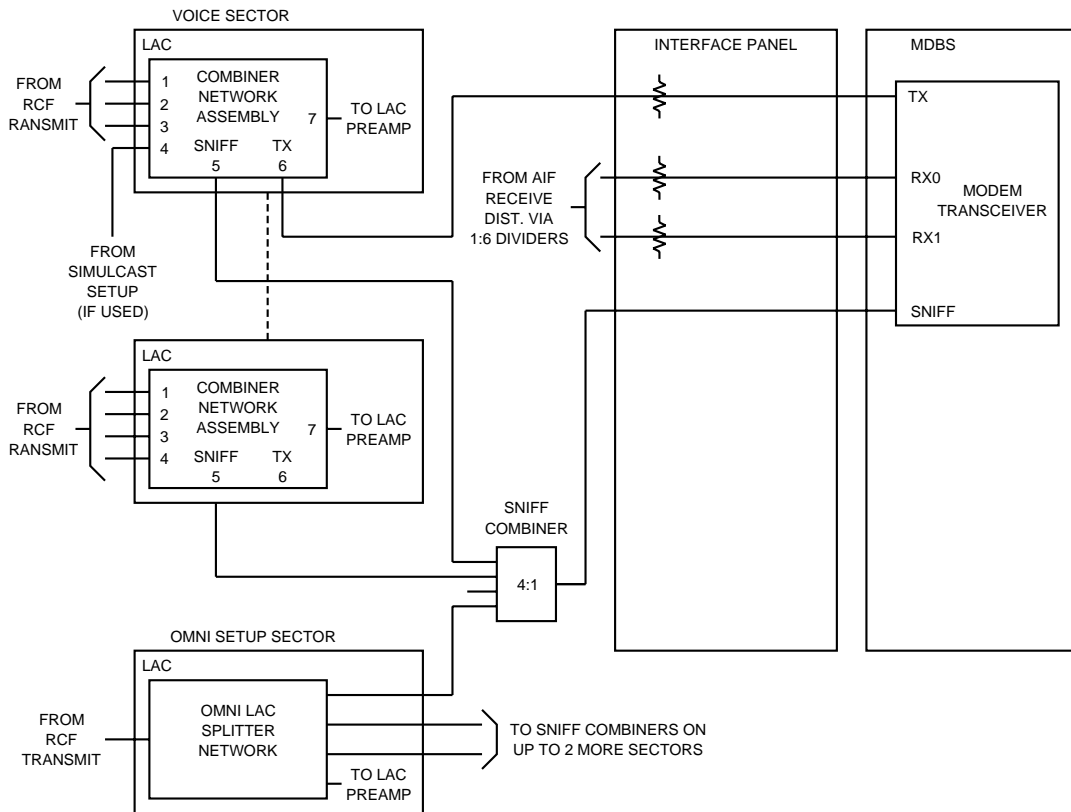 VOICE SECTOR
LAC
FROM
RCF
RANSMIT
1
2
3
4
COMBINER
NETWORK
ASSEMBLY
SNIFF
5
TX
6
7
TO LAC
PREAMP
FROM
SIMULCAST
SETUP
(IF USED)
LAC
FROM
RCF
RANSMIT
1
2
3
4
COMBINER
NETWORK
ASSEMBLY
SNIFF
5
TX
6
7
TO LAC
PREAMP
SNIFF
COMBINER
4:1
OMNI SETUP SECTOR
LAC
FROM
RCF
TRANSMIT
OMNI LAC
SPLITTER
NETWORK
TO SNIFF COMBINERS ON
UP TO 2 MORE SECTORS
TO LAC
PREAMP
INTERFACE PANEL
FROM AIF
RECEIVE
DIST. VIA
1:6 DIVIDERS
MDBS
TX
RX0
RX1
SNIFF
MODEM
TRANSCEIVER